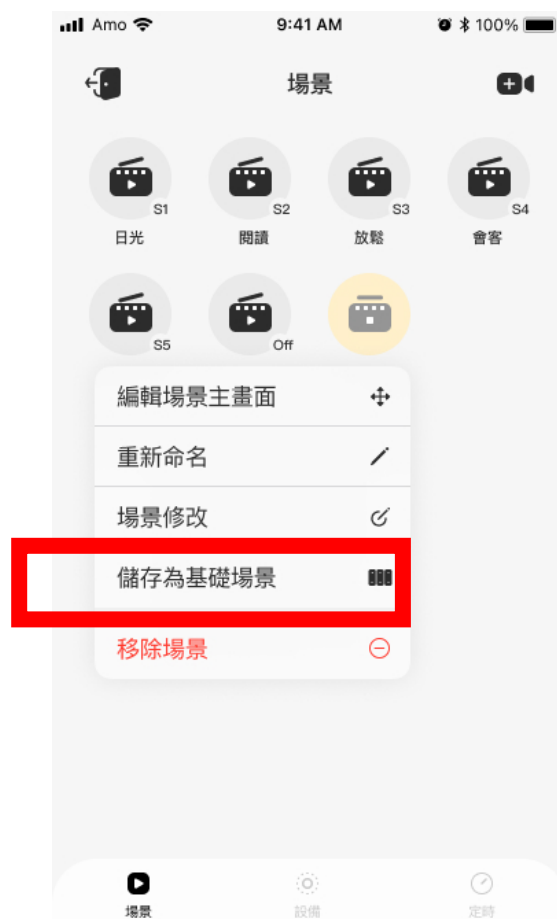 Amo 9:41 AM 100%
場景
S1 S2 S3 S4
日光 閱讀 放鬆 會客
S5 Off
編輯場景主畫面
重新命名
場景修改
儲存為基礎場景
移除場景
場景 設備 定時